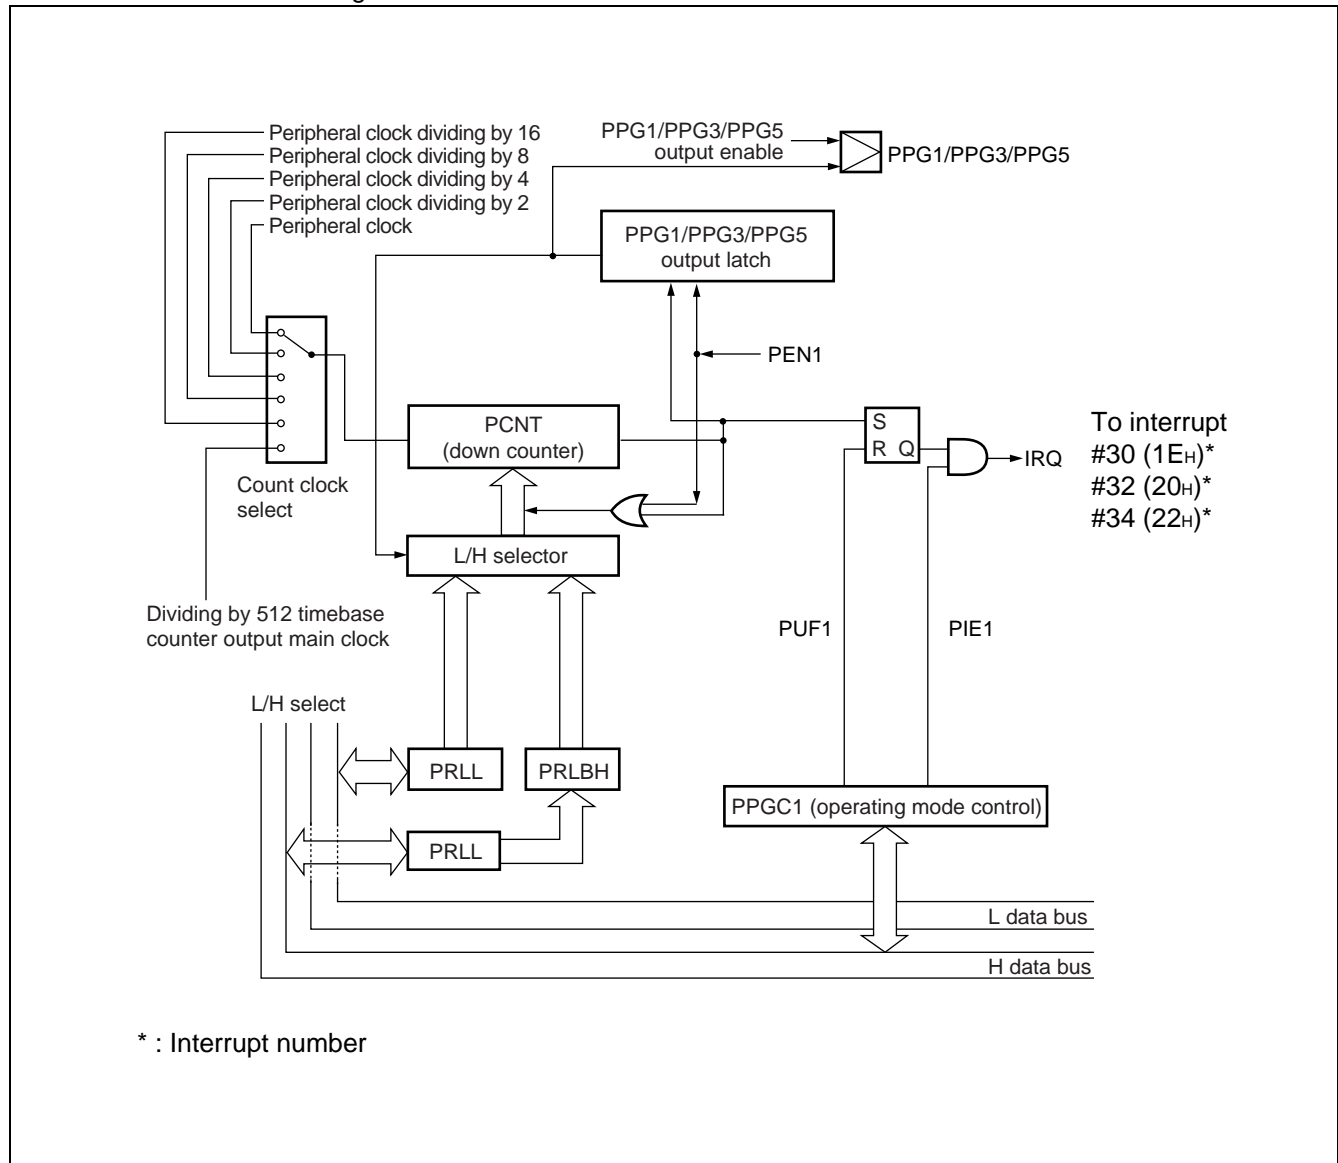 Peripheral clock dividing by 16
Peripheral clock dividing by 8
Peripheral clock dividing by 4
Peripheral clock dividing by 2
Peripheral clock
PPG1/PPG3/PPG5
output enable
PPG1/PPG3/PPG5
PPG1/PPG3/PPG5
output latch
PEN1
PCNT
(down counter)
S
R Q
IRQ
To interrupt
#30 (1EH)*
#32 (20H)*
#34 (22H)*
Count clock
select
L/H selector
Dividing by 512 timebase
counter output main clock
PUF1
PIE1
L/H select
PRLL
PRLBH
PPGC1 (operating mode control)
PRLL
L data bus
H data bus
* : Interrupt number